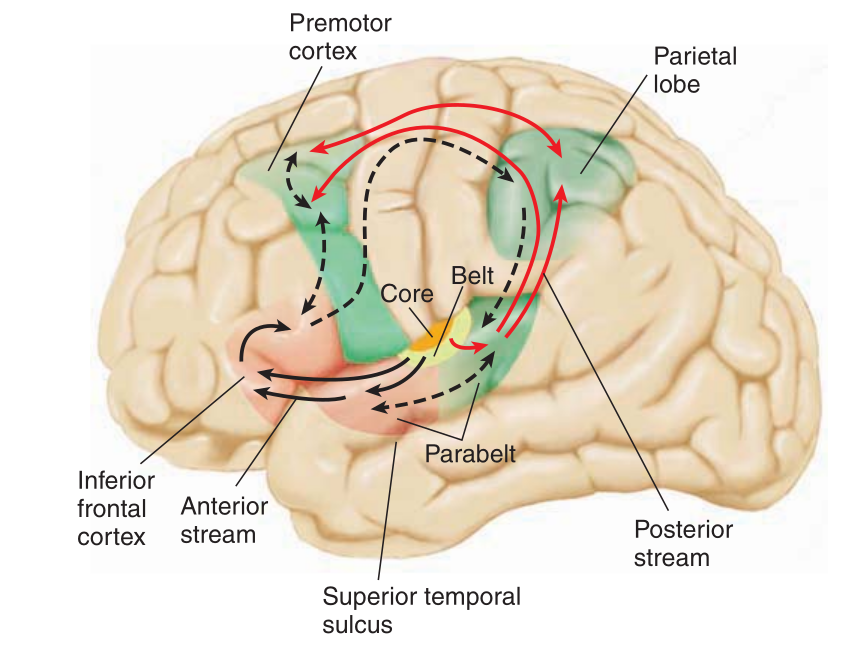 Premotor
cortex
Parietal
lobe
Belt
Core
Parabelt
Inferior
frontal
cortex
Anterior
stream
Posterior
stream
Superior temporal
sulcus